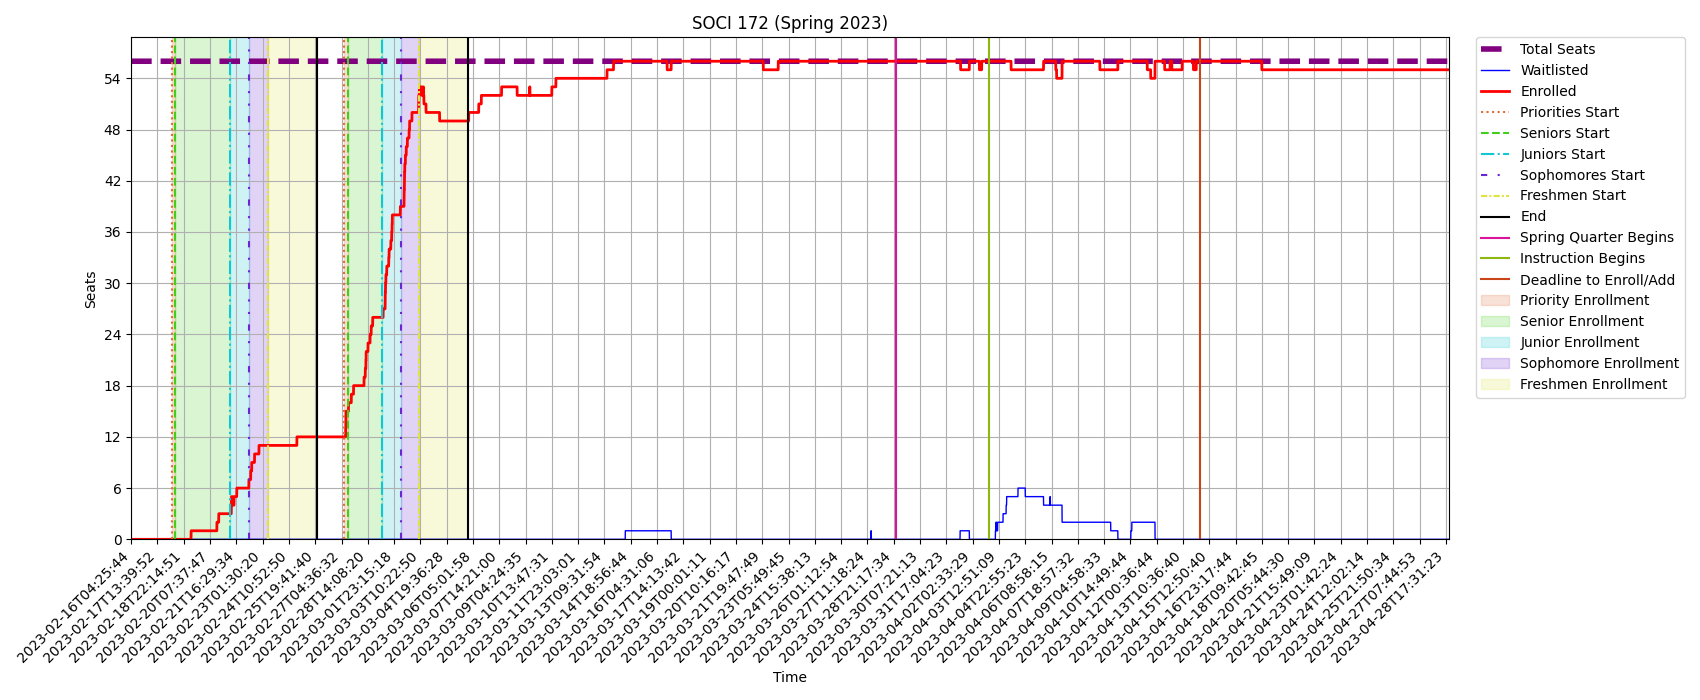 SOCI 172 (Spring 2023)
Seats
54
48
42
36
30
24
18
12
6
0
2023-02-16T04:25:44
2023-02-17T13:39:52
2023-02-18T22:14:51
2023-02-20T07:37:47
2023-02-21T16:29:34
2023-02-23T01:30:20
2023-02-24T10:52:50
2023-02-25T19:41:40
2023-02-27T04:36:32
2023-02-28T14:08:20
2023-03-01T23:15:18
2023-03-03T10:22:50
2023-03-04T19:36:28
2023-03-06T05:01:58
2023-03-07T14:21:00
2023-03-09T04:24:35
2023-03-10T13:47:31
2023-03-11T23:03:01
2023-03-13T09:31:54
2023-03-14T18:56:44
2023-03-16T04:31:06
2023-03-17T14:13:42
2023-03-19T00:01:11
2023-03-20T10:16:17
2023-03-21T19:47:49
2023-03-23T05:49:45
2023-03-24T15:38:13
2023-03-26T01:12:54
2023-03-27T11:18:24
2023-03-28T21:17:34
2023-03-30T07:21:13
2023-03-31T17:04:23
2023-04-02T02:33:29
2023-04-03T12:51:09
2023-04-04T22:55:23
2023-04-06T08:58:15
2023-04-07T18:57:32
2023-04-09T04:58:33
2023-04-10T14:49:44
2023-04-12T00:36:44
2023-04-13T10:36:40
2023-04-15T12:50:40
2023-04-16T23:17:44
2023-04-18T09:42:45
2023-04-20T05:44:30
2023-04-21T15:49:09
2023-04-23T01:42:24
2023-04-24T12:02:14
2023-04-25T21:50:34
2023-04-27T07:44:53
2023-04-28T17:31:23
Time
Total Seats
Waitlisted
Enrolled
Priorities Start
Seniors Start
Juniors Start
Sophomores Start
Freshmen Start
End
Spring Quarter Begins
Instruction Begins
Deadline to Enroll/Add
Priority Enrollment
Senior Enrollment
Junior Enrollment
Sophomore Enrollment
Freshmen Enrollment